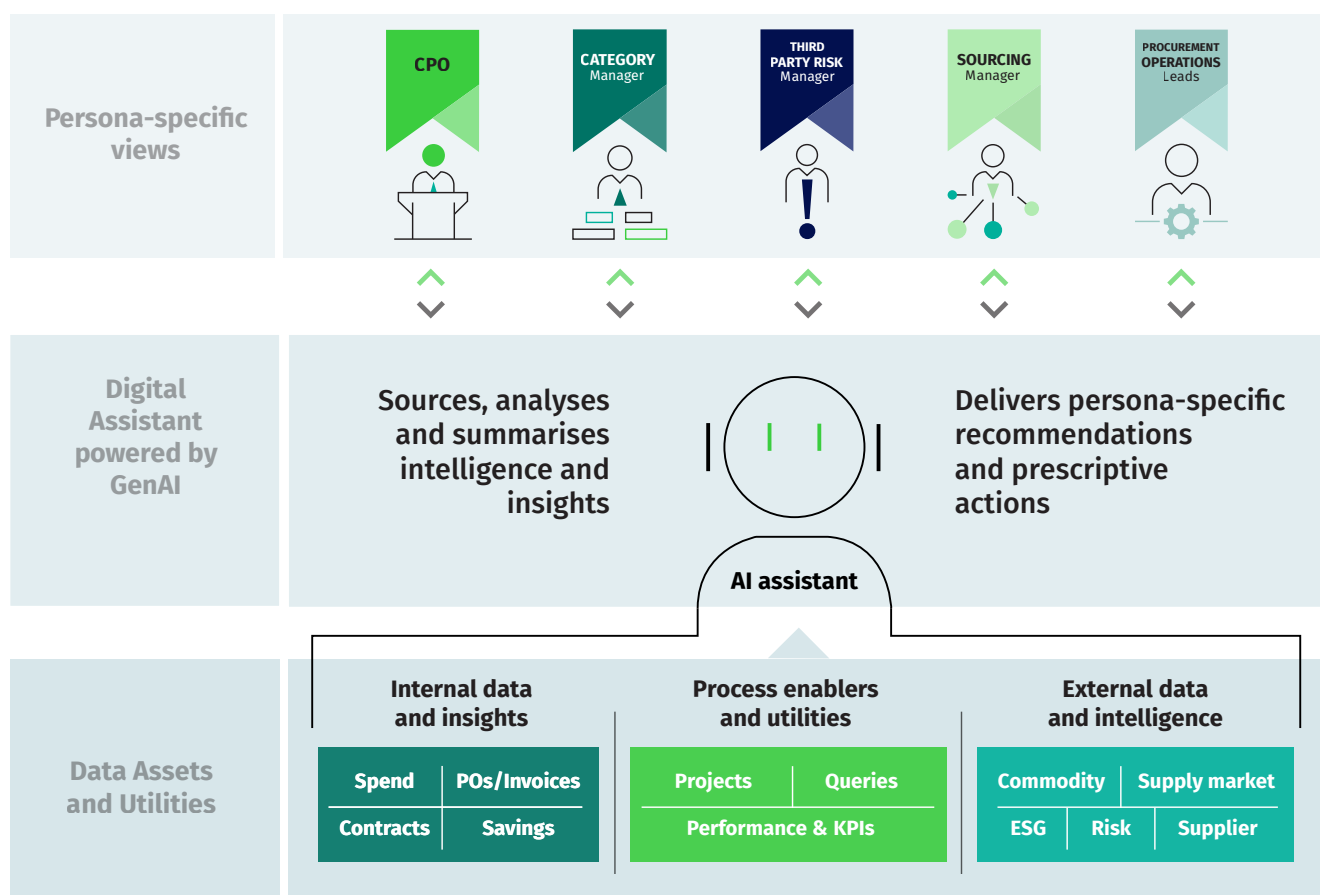 Persona-specific
views
CPO
CATEGORY
Manager
THIRD
PARTY RISK
Manager
SOURCING
Manager
PROCUREMENT
OPERATIONS
Leads
Digital
Assistant
powered by
GenAI
Sources, analyses
and summarises
intelligence and
insights
Delivers persona-specific
recommendations
and prescriptive
actions
AI assistant
Data Assets
and Utilities
Internal data
and insights
Spend
POs/Invoices
Contracts
Savings
Process enablers
and utilities
Projects
Queries
Performance & KPIs
External data
and intelligence
Commodity
Supply market
ESG
Risk
Supplier